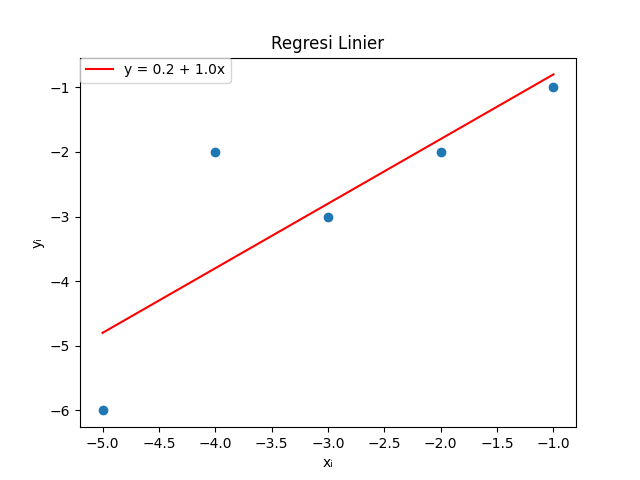 Regresi Linier
y = 0.2 + 1.0x
−1
−2
−3
−4
−5
−6
yᵢ
−5.0 −4.5 −4.0 −3.5 −3.0 −2.5 −2.0 −1.5 −1.0
xᵢ